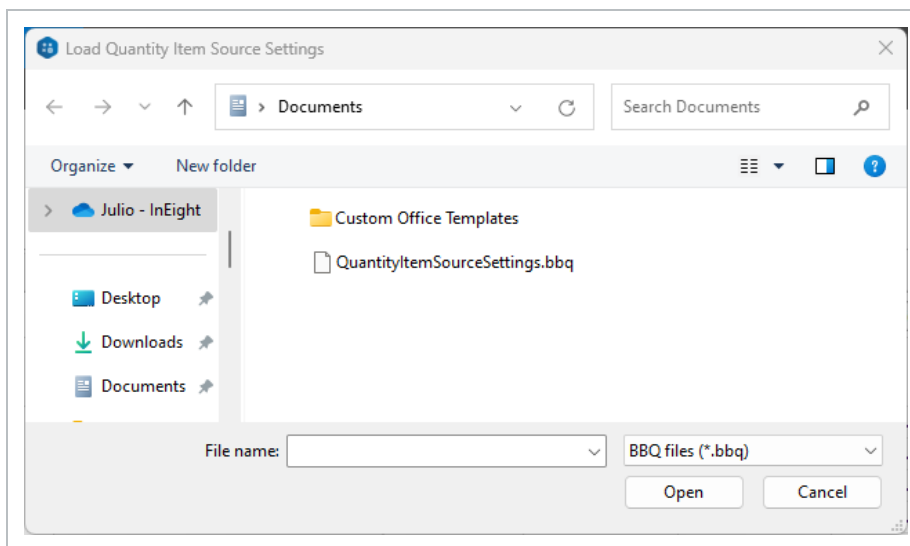 Load Quantity Item Source Settings
Documents
Search Documents
Organize
New folder
Julio - InEight
Custom Office Templates
QuantityItemSourceSettings.bbq
Desktop
Downloads
Documents
File name:
BBQ files (*.bbq)
Open
Cancel